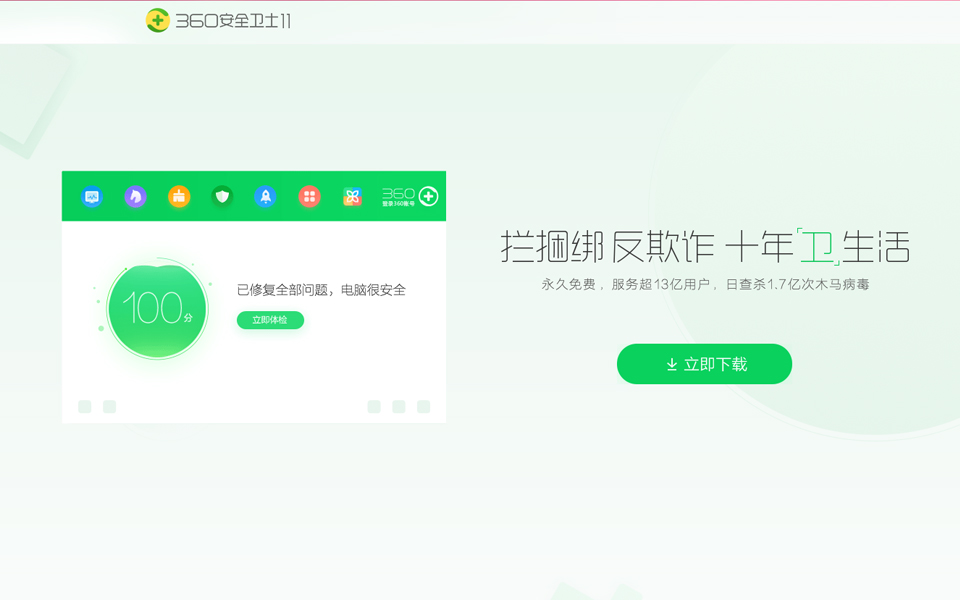 360安全卫士11
360
登录360账号
100分
已修复全部问题，电脑很安全
立即体检
拦捆绑 反欺诈 十年「卫」生活
永久免费，服务超13亿用户，日查杀1.7亿次木马病毒
立即下载